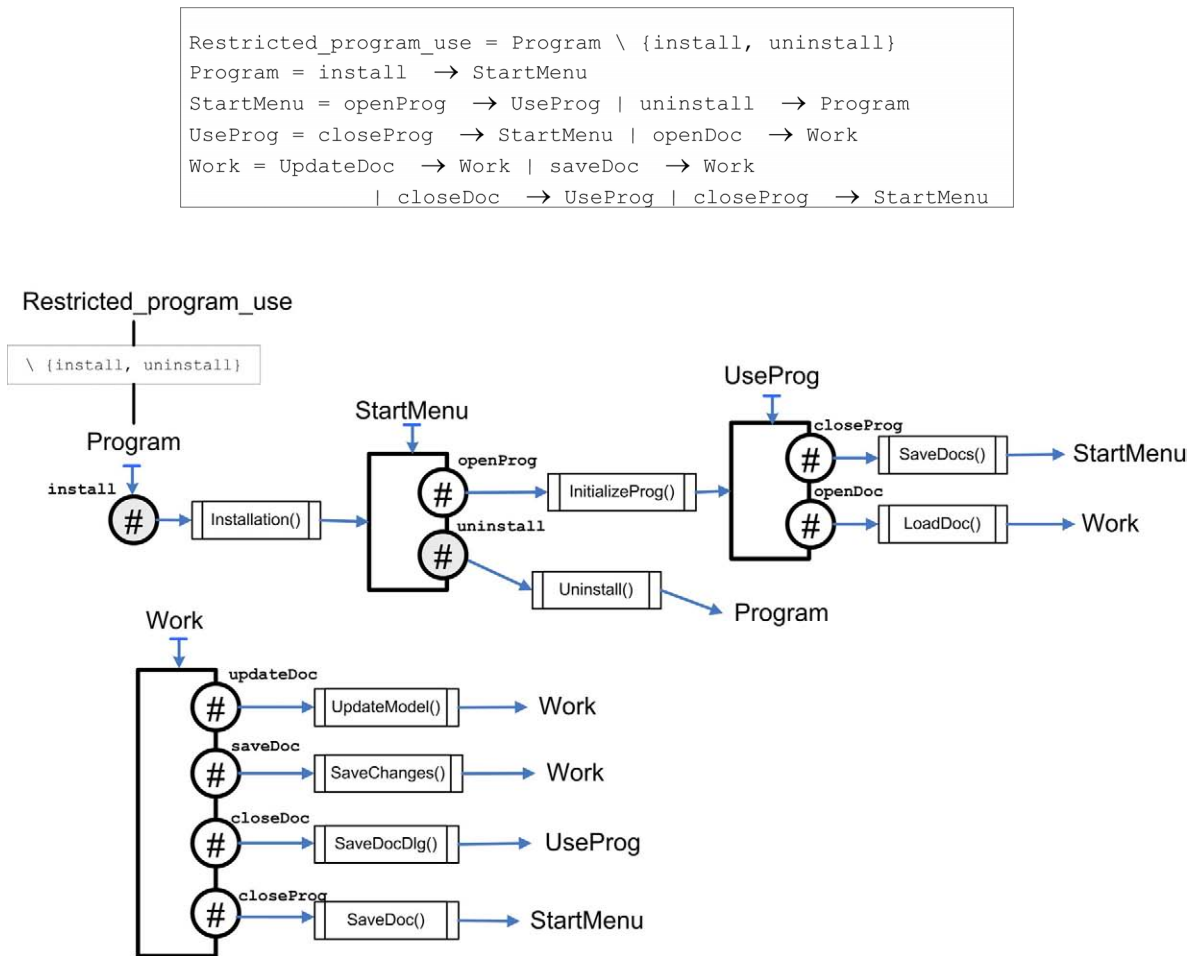 Restricted_program_use = Program \ {install, uninstall}
Program = install → StartMenu
StartMenu = openProg → UseProg | uninstall → Program
UseProg = closeProg → StartMenu | openDoc → Work
Work = UpdateDoc → Work | saveDoc → Work
| closeDoc → UseProg | closeProg → StartMenu
Restricted_program_use
\ {install, uninstall}
Program
install
#
Installation()
StartMenu
openProg
#
InitializeProg()
uninstall
#
Uninstall()
Program
UseProg
closeProg
#
SaveDocs()
StartMenu
openDoc
#
LoadDoc()
Work
Work
updateDoc
#
UpdateModel()
Work
saveDoc
#
SaveChanges()
Work
closeDoc
#
SaveDocDlg()
UseProg
closeProg
#
SaveDoc()
StartMenu